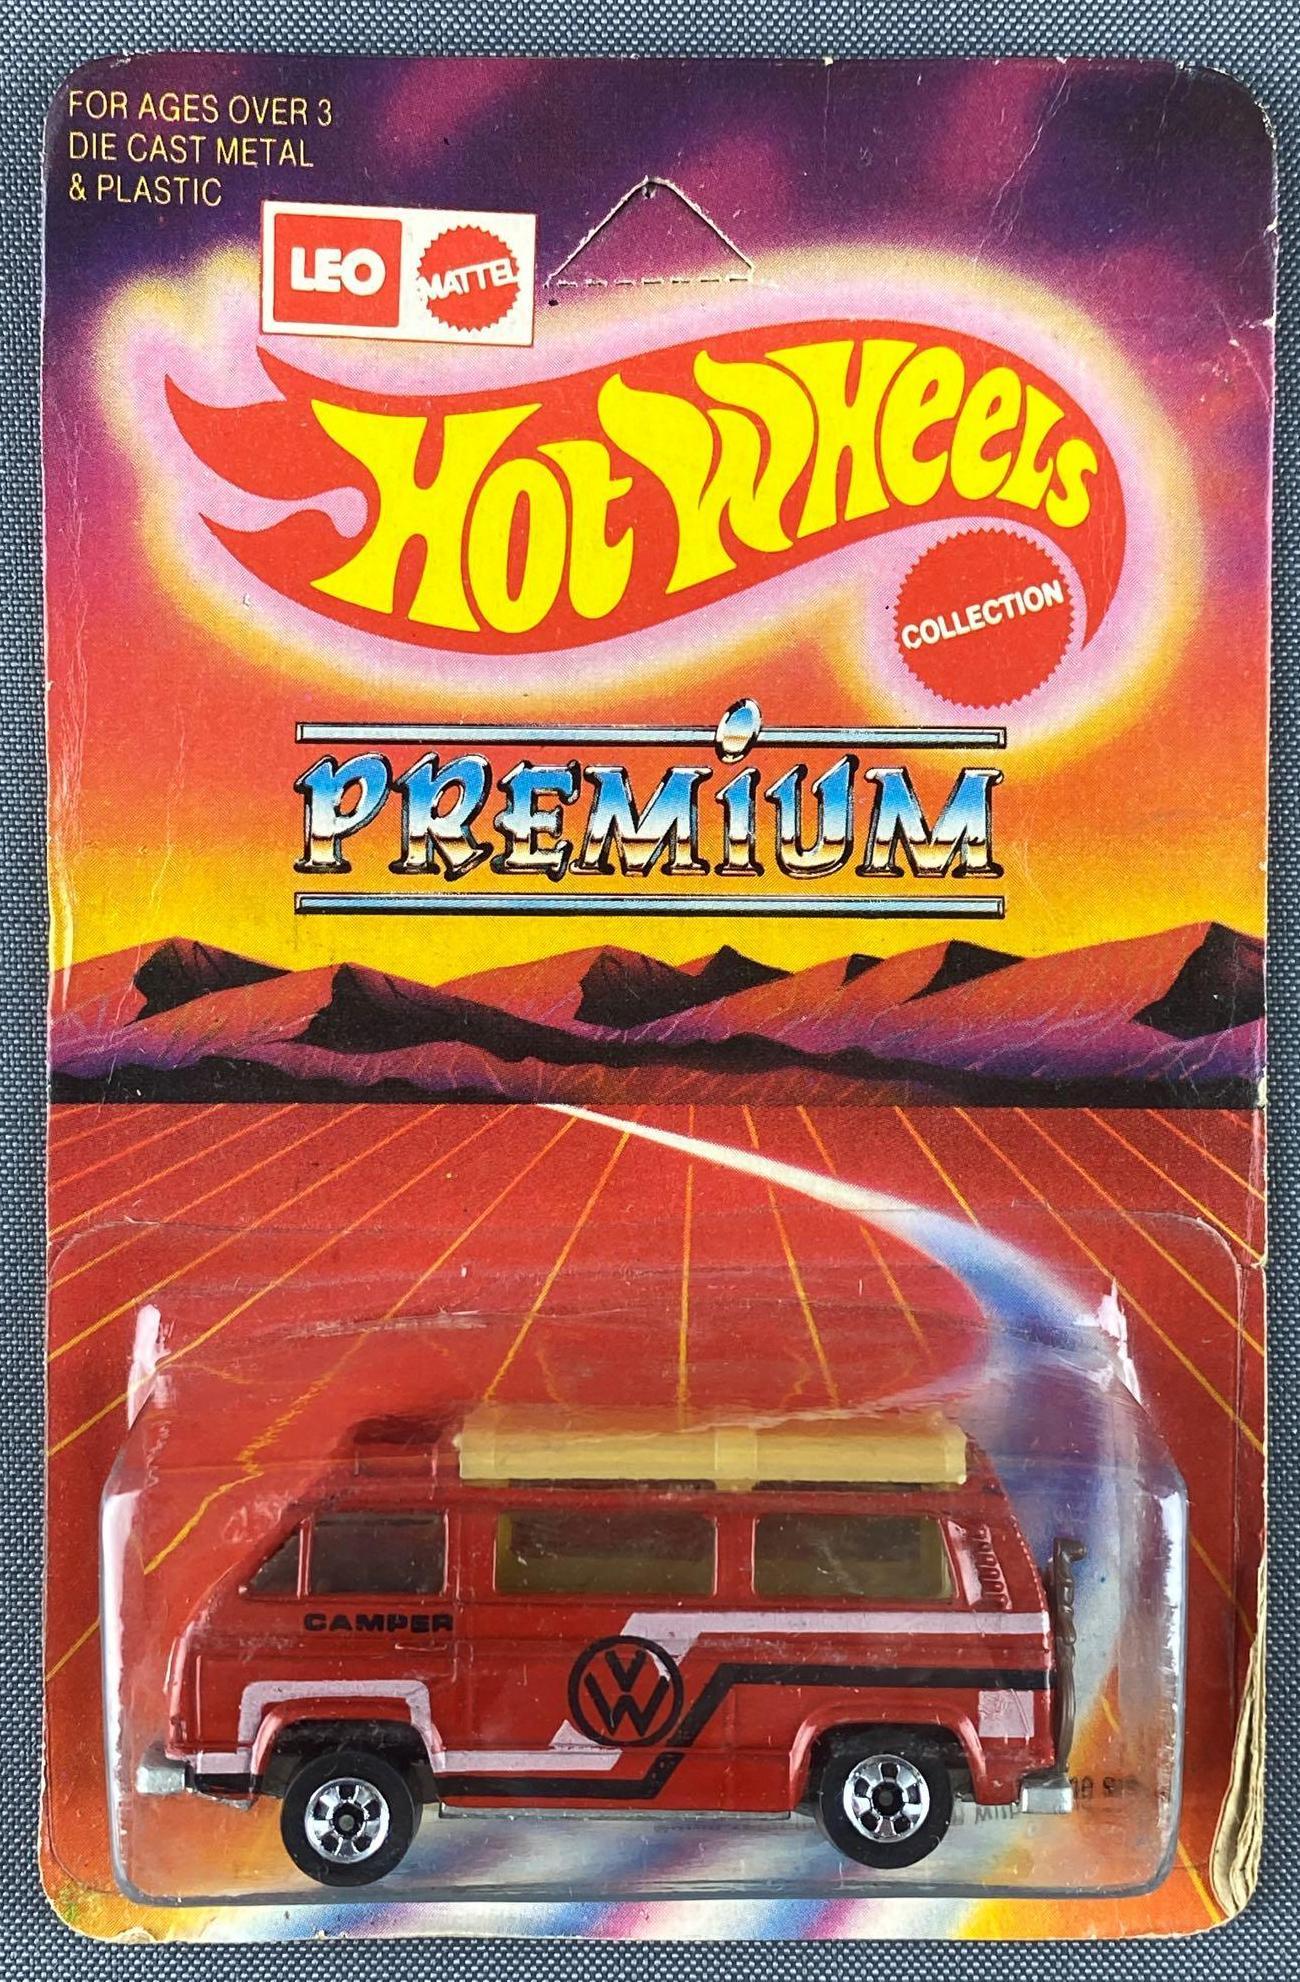 FOR AGES OVER 3
DIE CAST METAL
& PLASTIC
LEO
MATTEL
HOT WHEELS
COLLECTION
PREMIUM
CAMPER
VW